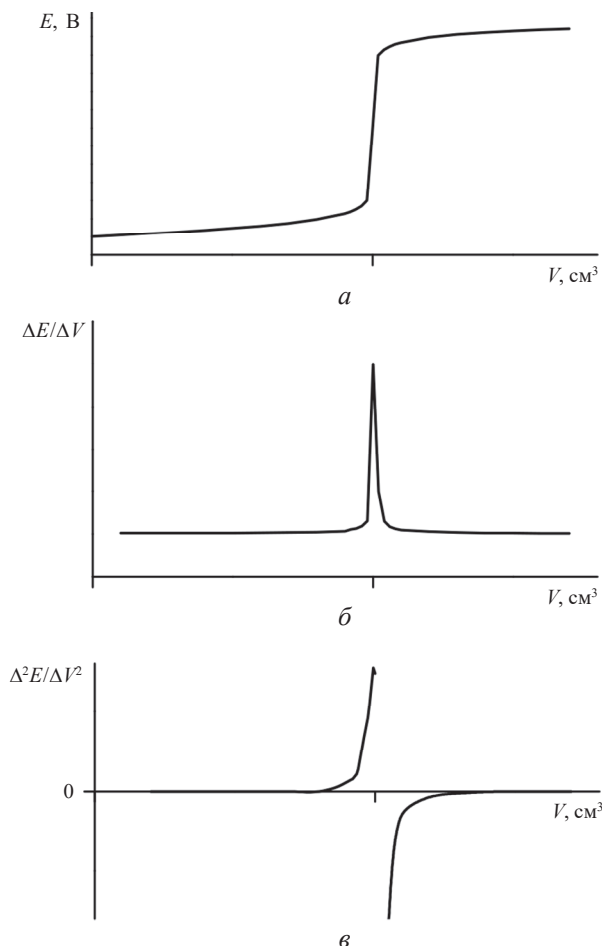 E, В
V, см³
а
ΔE/ΔV
V, см³
б
Δ²E/ΔV²
0
V, см³
в